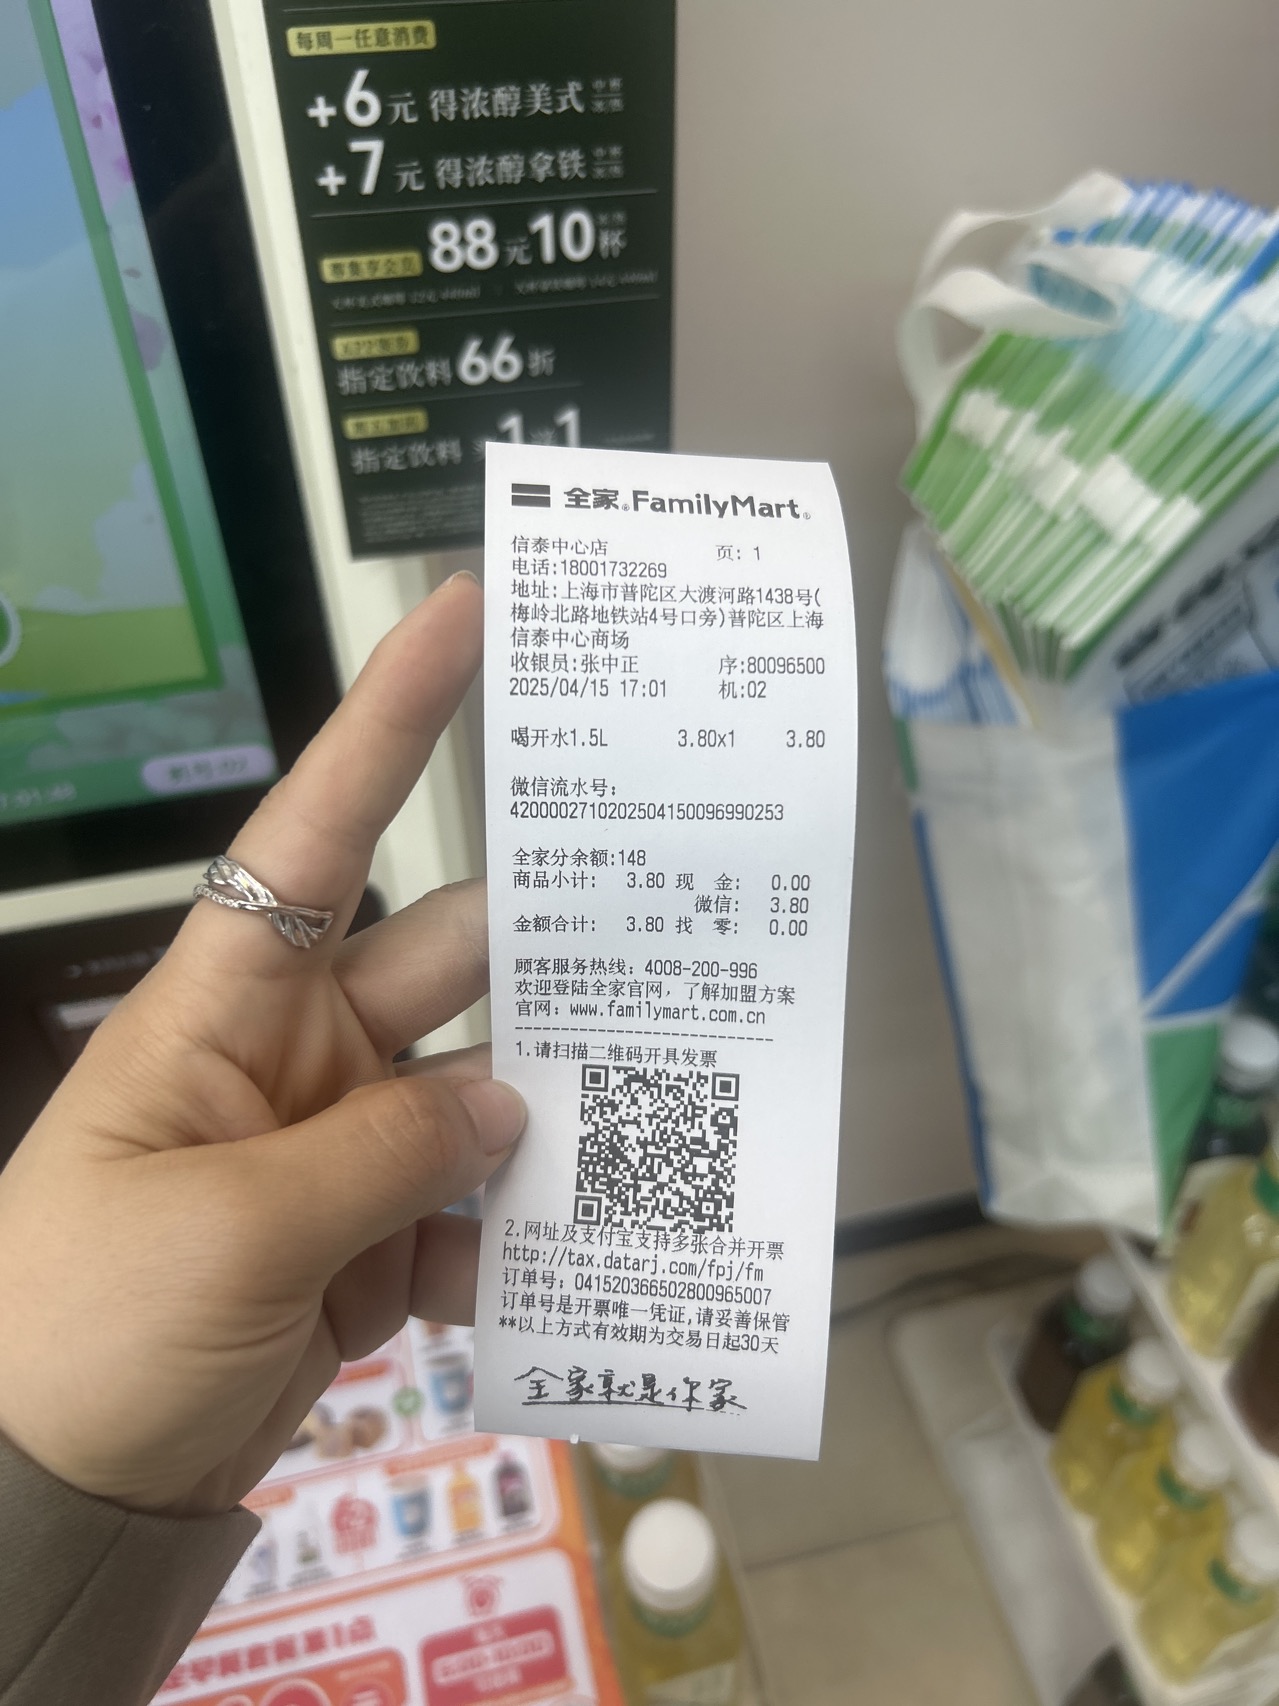 每周一任意消费
+6元 得浓醇美式
+7元 得浓醇拿铁
88元10杯
指定饮料66折
指定饮料 1 1
全家®FamilyMart®
信泰中心店 页: 1
电话:18001732269
地址:上海市普陀区大渡河路1438号(
梅岭北路地铁站4号口旁)普陀区上海
信泰中心商场
收银员:张中正 序:80096500
2025/04/15 17:01 机:02
喝开水1.5L 3.80x1 3.80
微信流水号:
4200002710202504150096990253
全家分余额:148
商品小计: 3.80 现 金: 0.00
微信: 3.80
金额合计: 3.80 找 零: 0.00
顾客服务热线: 4008-200-996
欢迎登陆全家官网, 了解加盟方案
官网: www.familymart.com.cn
1.请扫描二维码开具发票
2.网址及支付宝支持多张合并开票
http://tax.datarj.com/fpj/fm
订单号: 041520366502800965007
订单号是开票唯一凭证,请妥善保管
**以上方式有效期为交易日起30天
全家就是你家